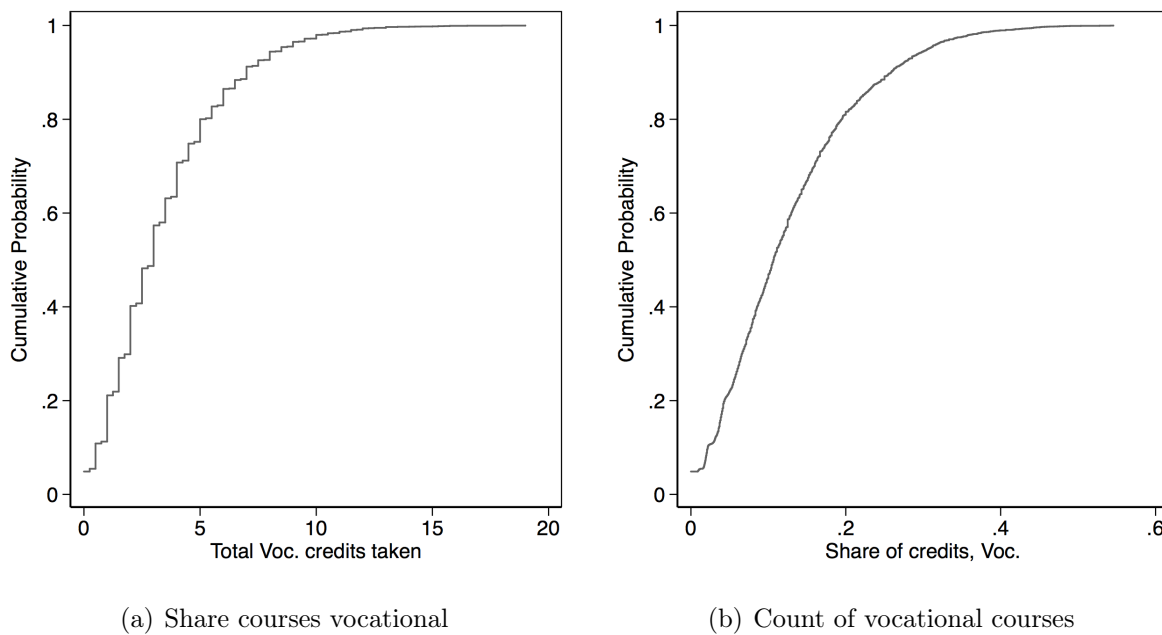 1
.8
.6
.4
.2
0
Cumulative Probability
0 5 10 15 20
Total Voc. credits taken
(a) Share courses vocational
1
.8
.6
.4
.2
0
Cumulative Probability
0 .2 .4 .6
Share of credits, Voc.
(b) Count of vocational courses